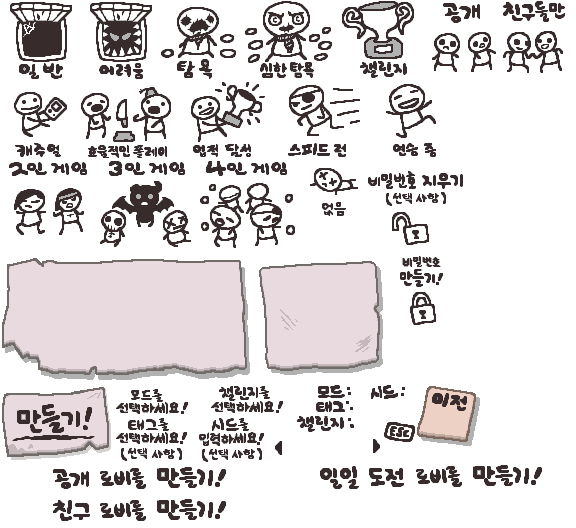 공개 친구들만
일반 어려움 탐욕 심한 탐욕 챌린지
캐주얼 효율적인 플레이 업적 달성 스피드 런 연승 중
2인 게임 3인 게임 4인 게임
없음
비밀번호 지우기
(선택 사항)
비밀번호
만들기!
만들기!
모드를
선택하세요!
태그를
선택하세요!
(선택 사항)
챌린지를
선택하세요!
시드를
입력하세요!
(선택 사항)
모드: 시드:
태그:
챌린지:
이전
ESC
공개 로비를 만들기!
일일 도전 로비를 만들기!
친구 로비를 만들기!